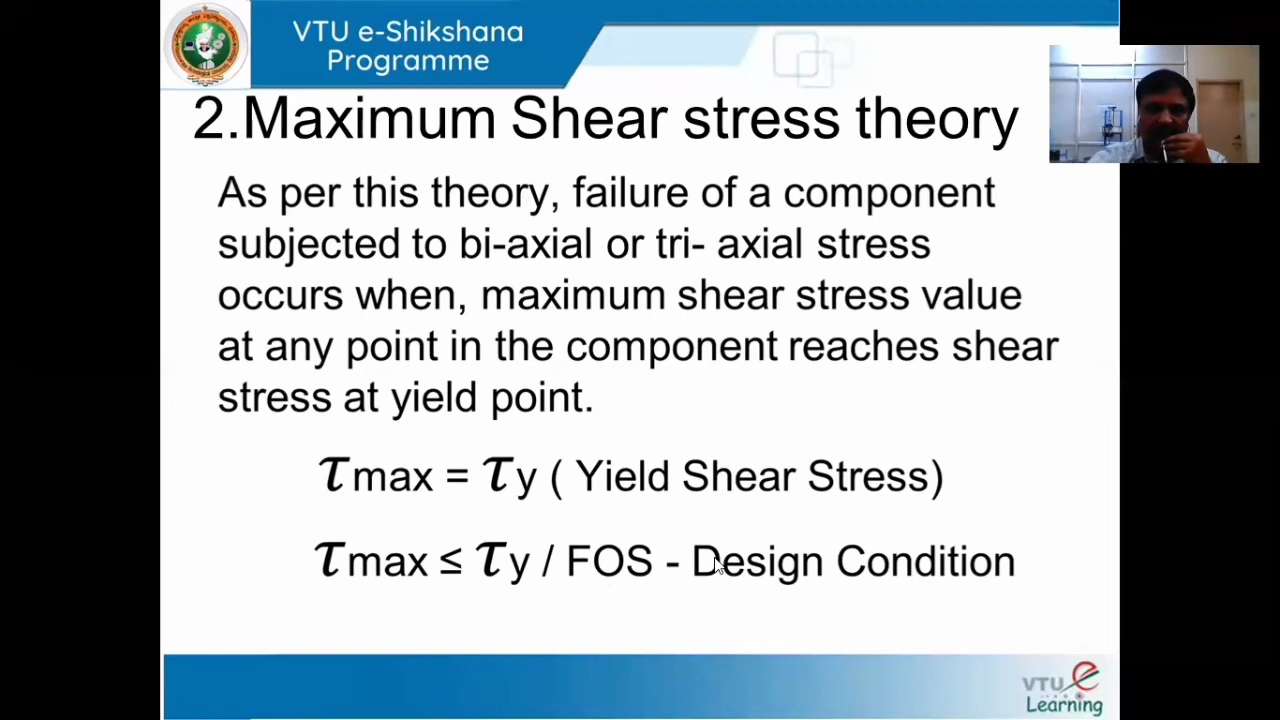 VTU e-Shikshana
Programme
2.Maximum Shear stress theory
As per this theory, failure of a component
subjected to bi-axial or tri- axial stress
occurs when, maximum shear stress value
at any point in the component reaches shear
stress at yield point.
τmax = τy ( Yield Shear Stress)
τmax ≤ τy / FOS - Design Condition
VTU e
Learning